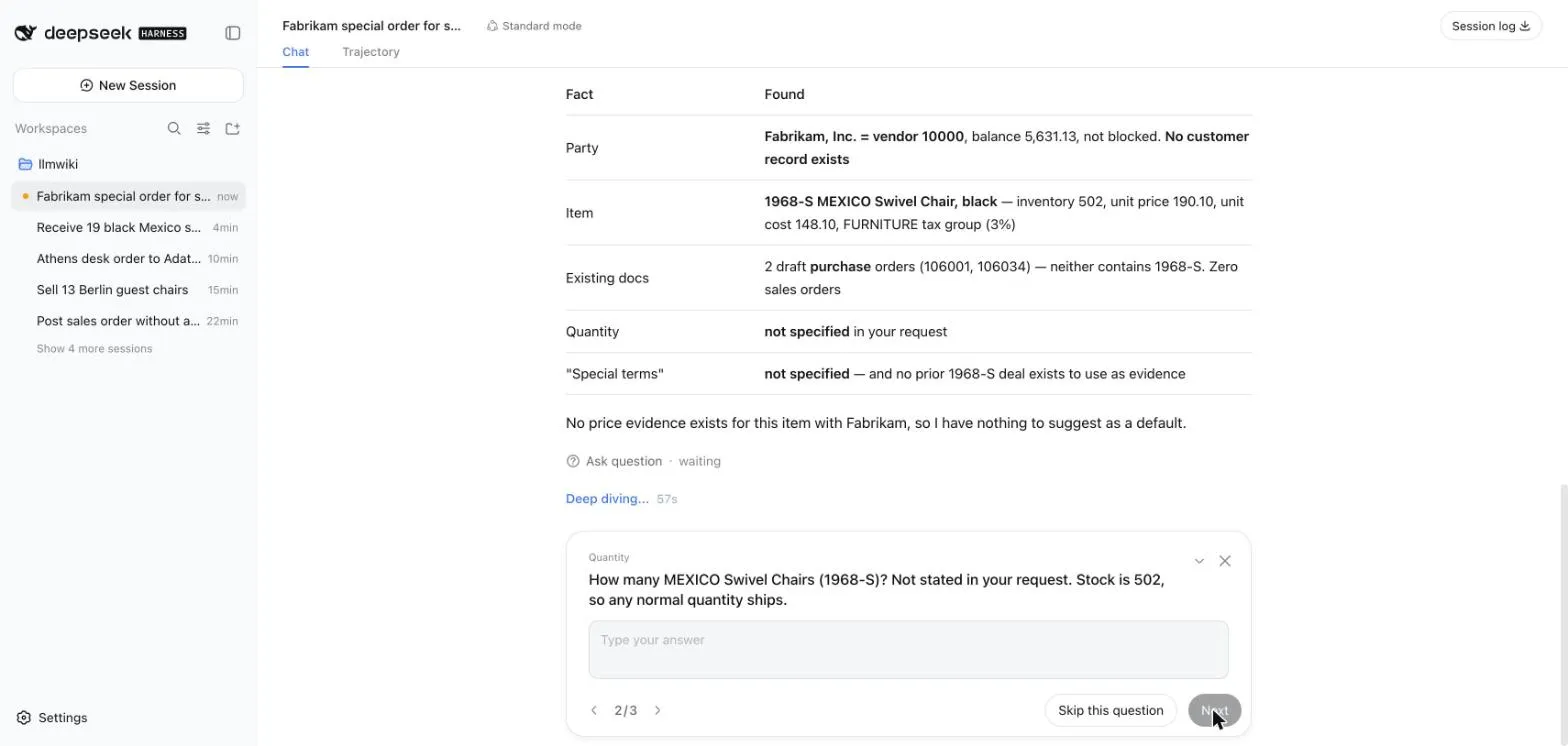 deepseek HARNESS
New Session
Workspaces
llmwiki
Fabrikam special order for s... now
Receive 19 black Mexico s... 4min
Athens desk order to Adat... 10min
Sell 13 Berlin guest chairs 15min
Post sales order without a... 22min
Show 4 more sessions
Settings
Fabrikam special order for s... Standard mode
Session log
Chat Trajectory
Fact Found
Party
Fabrikam, Inc. = vendor 10000, balance 5,631.13, not blocked. No customer
record exists
Item
1968-S MEXICO Swivel Chair, black — inventory 502, unit price 190.10, unit
cost 148.10, FURNITURE tax group (3%)
Existing docs
2 draft purchase orders (106001, 106034) — neither contains 1968-S. Zero
sales orders
Quantity not specified in your request
"Special terms" not specified — and no prior 1968-S deal exists to use as evidence
No price evidence exists for this item with Fabrikam, so I have nothing to suggest as a default.
Ask question · waiting
Deep diving... 57s
Quantity
How many MEXICO Swivel Chairs (1968-S)? Not stated in your request. Stock is 502,
so any normal quantity ships.
Type your answer
2/3
Skip this question
Next